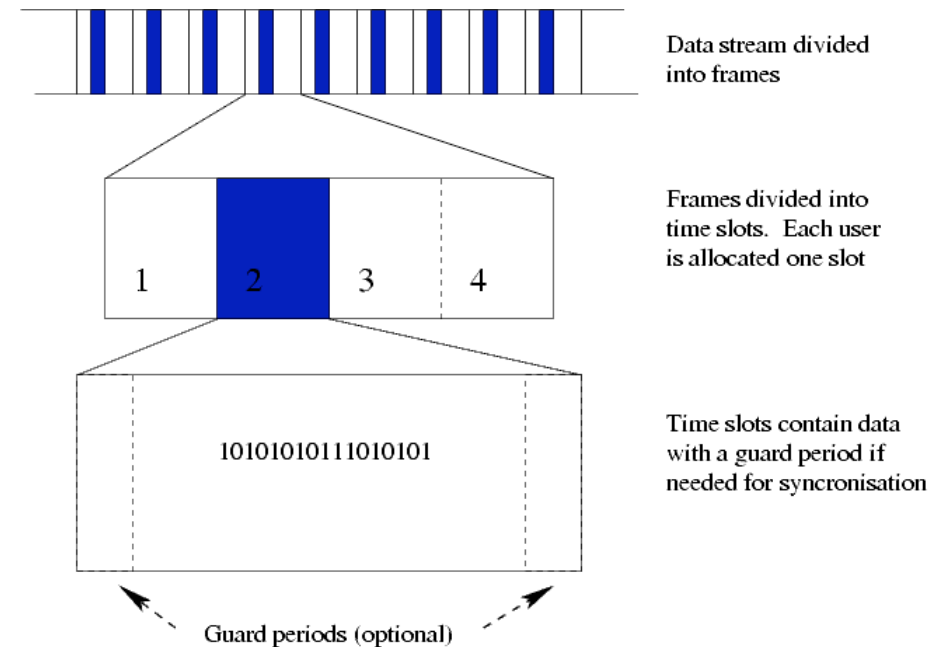 Data stream divided
into frames
Frames divided into
time slots. Each user
is allocated one slot
1 2 3 4
10101010111010101
Time slots contain data
with a guard period if
needed for syncronisation
Guard periods (optional)